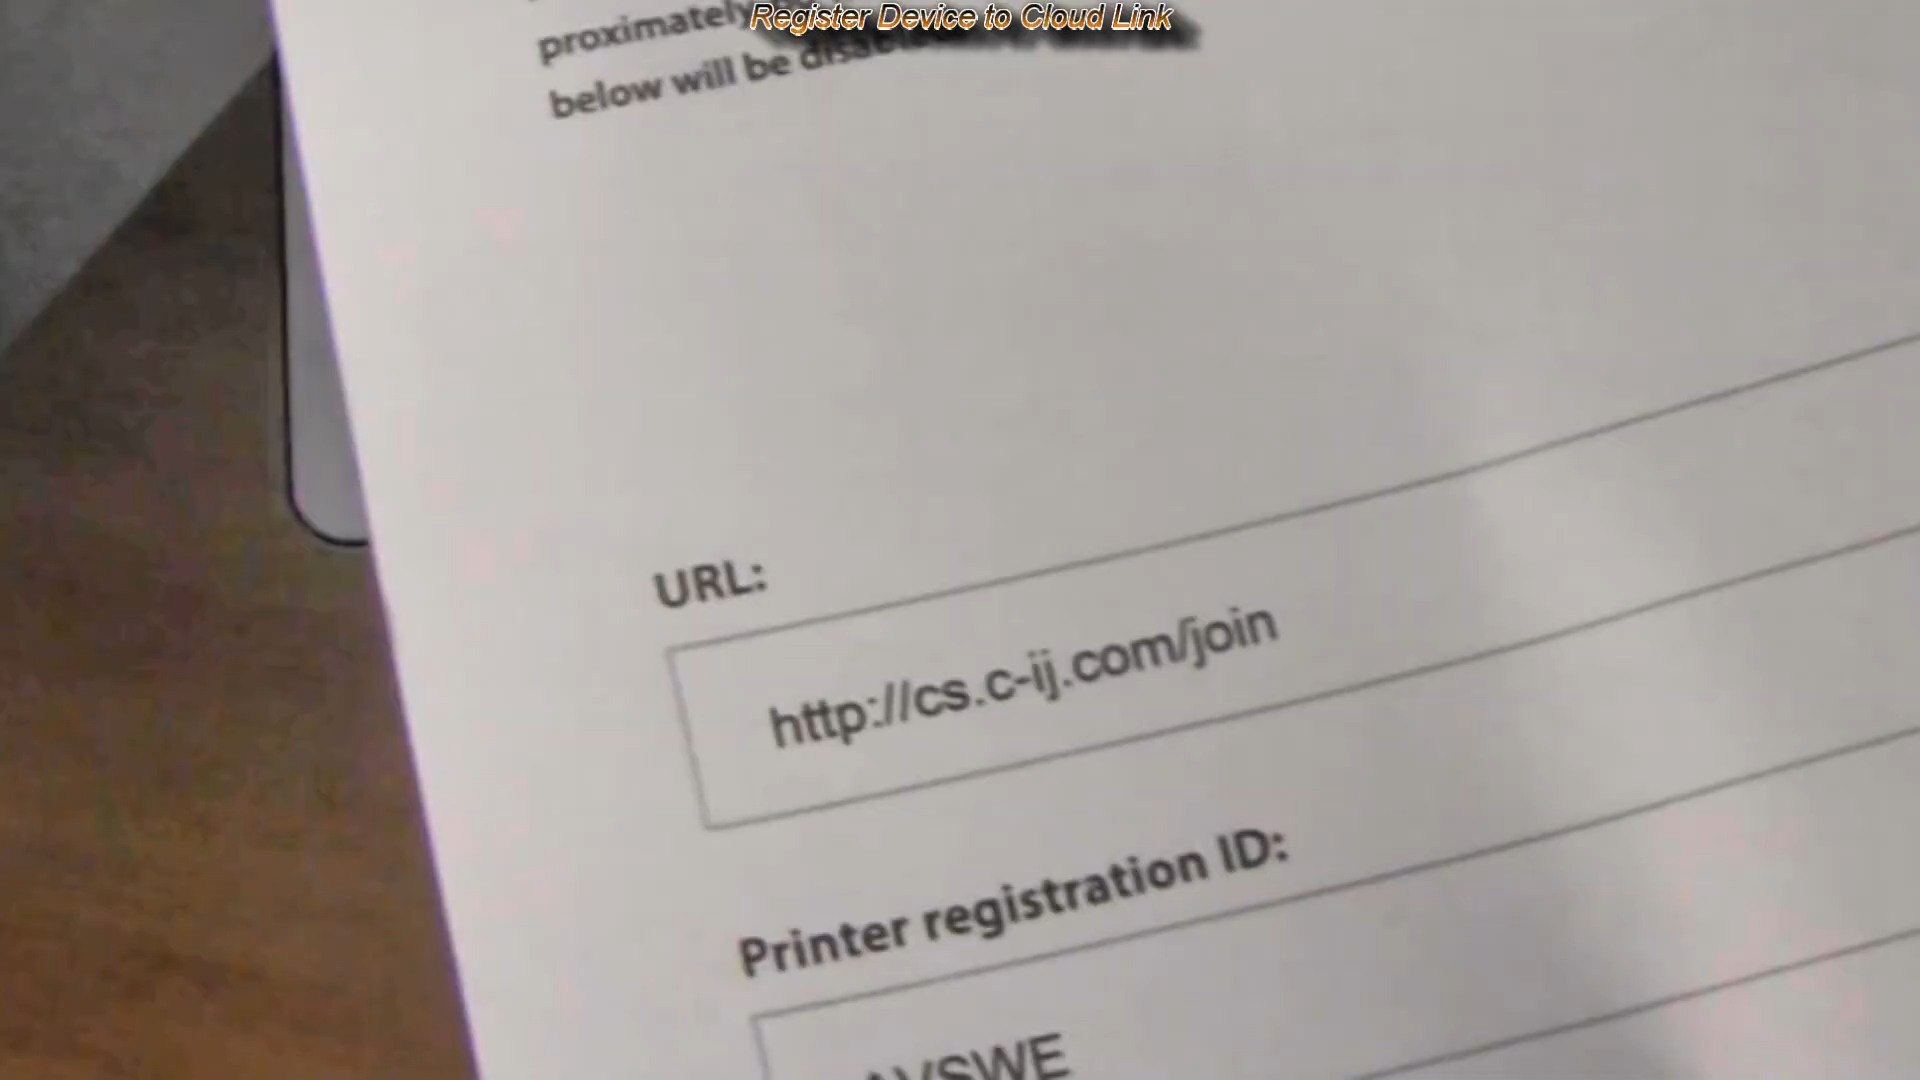 Register Device to Cloud Link
proximately
below will be
URL:
http://cs.c-ij.com/join
Printer registration ID: